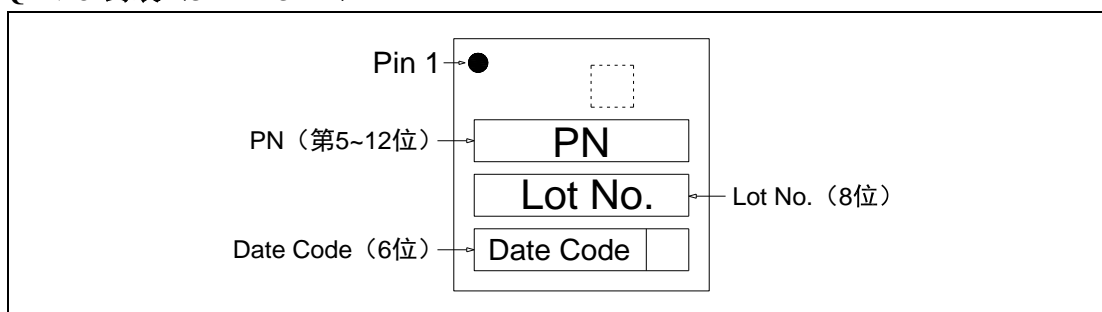 Pin 1
PN（第5~12位）
PN
Lot No.
Lot No.（8位）
Date Code（6位）
Date Code